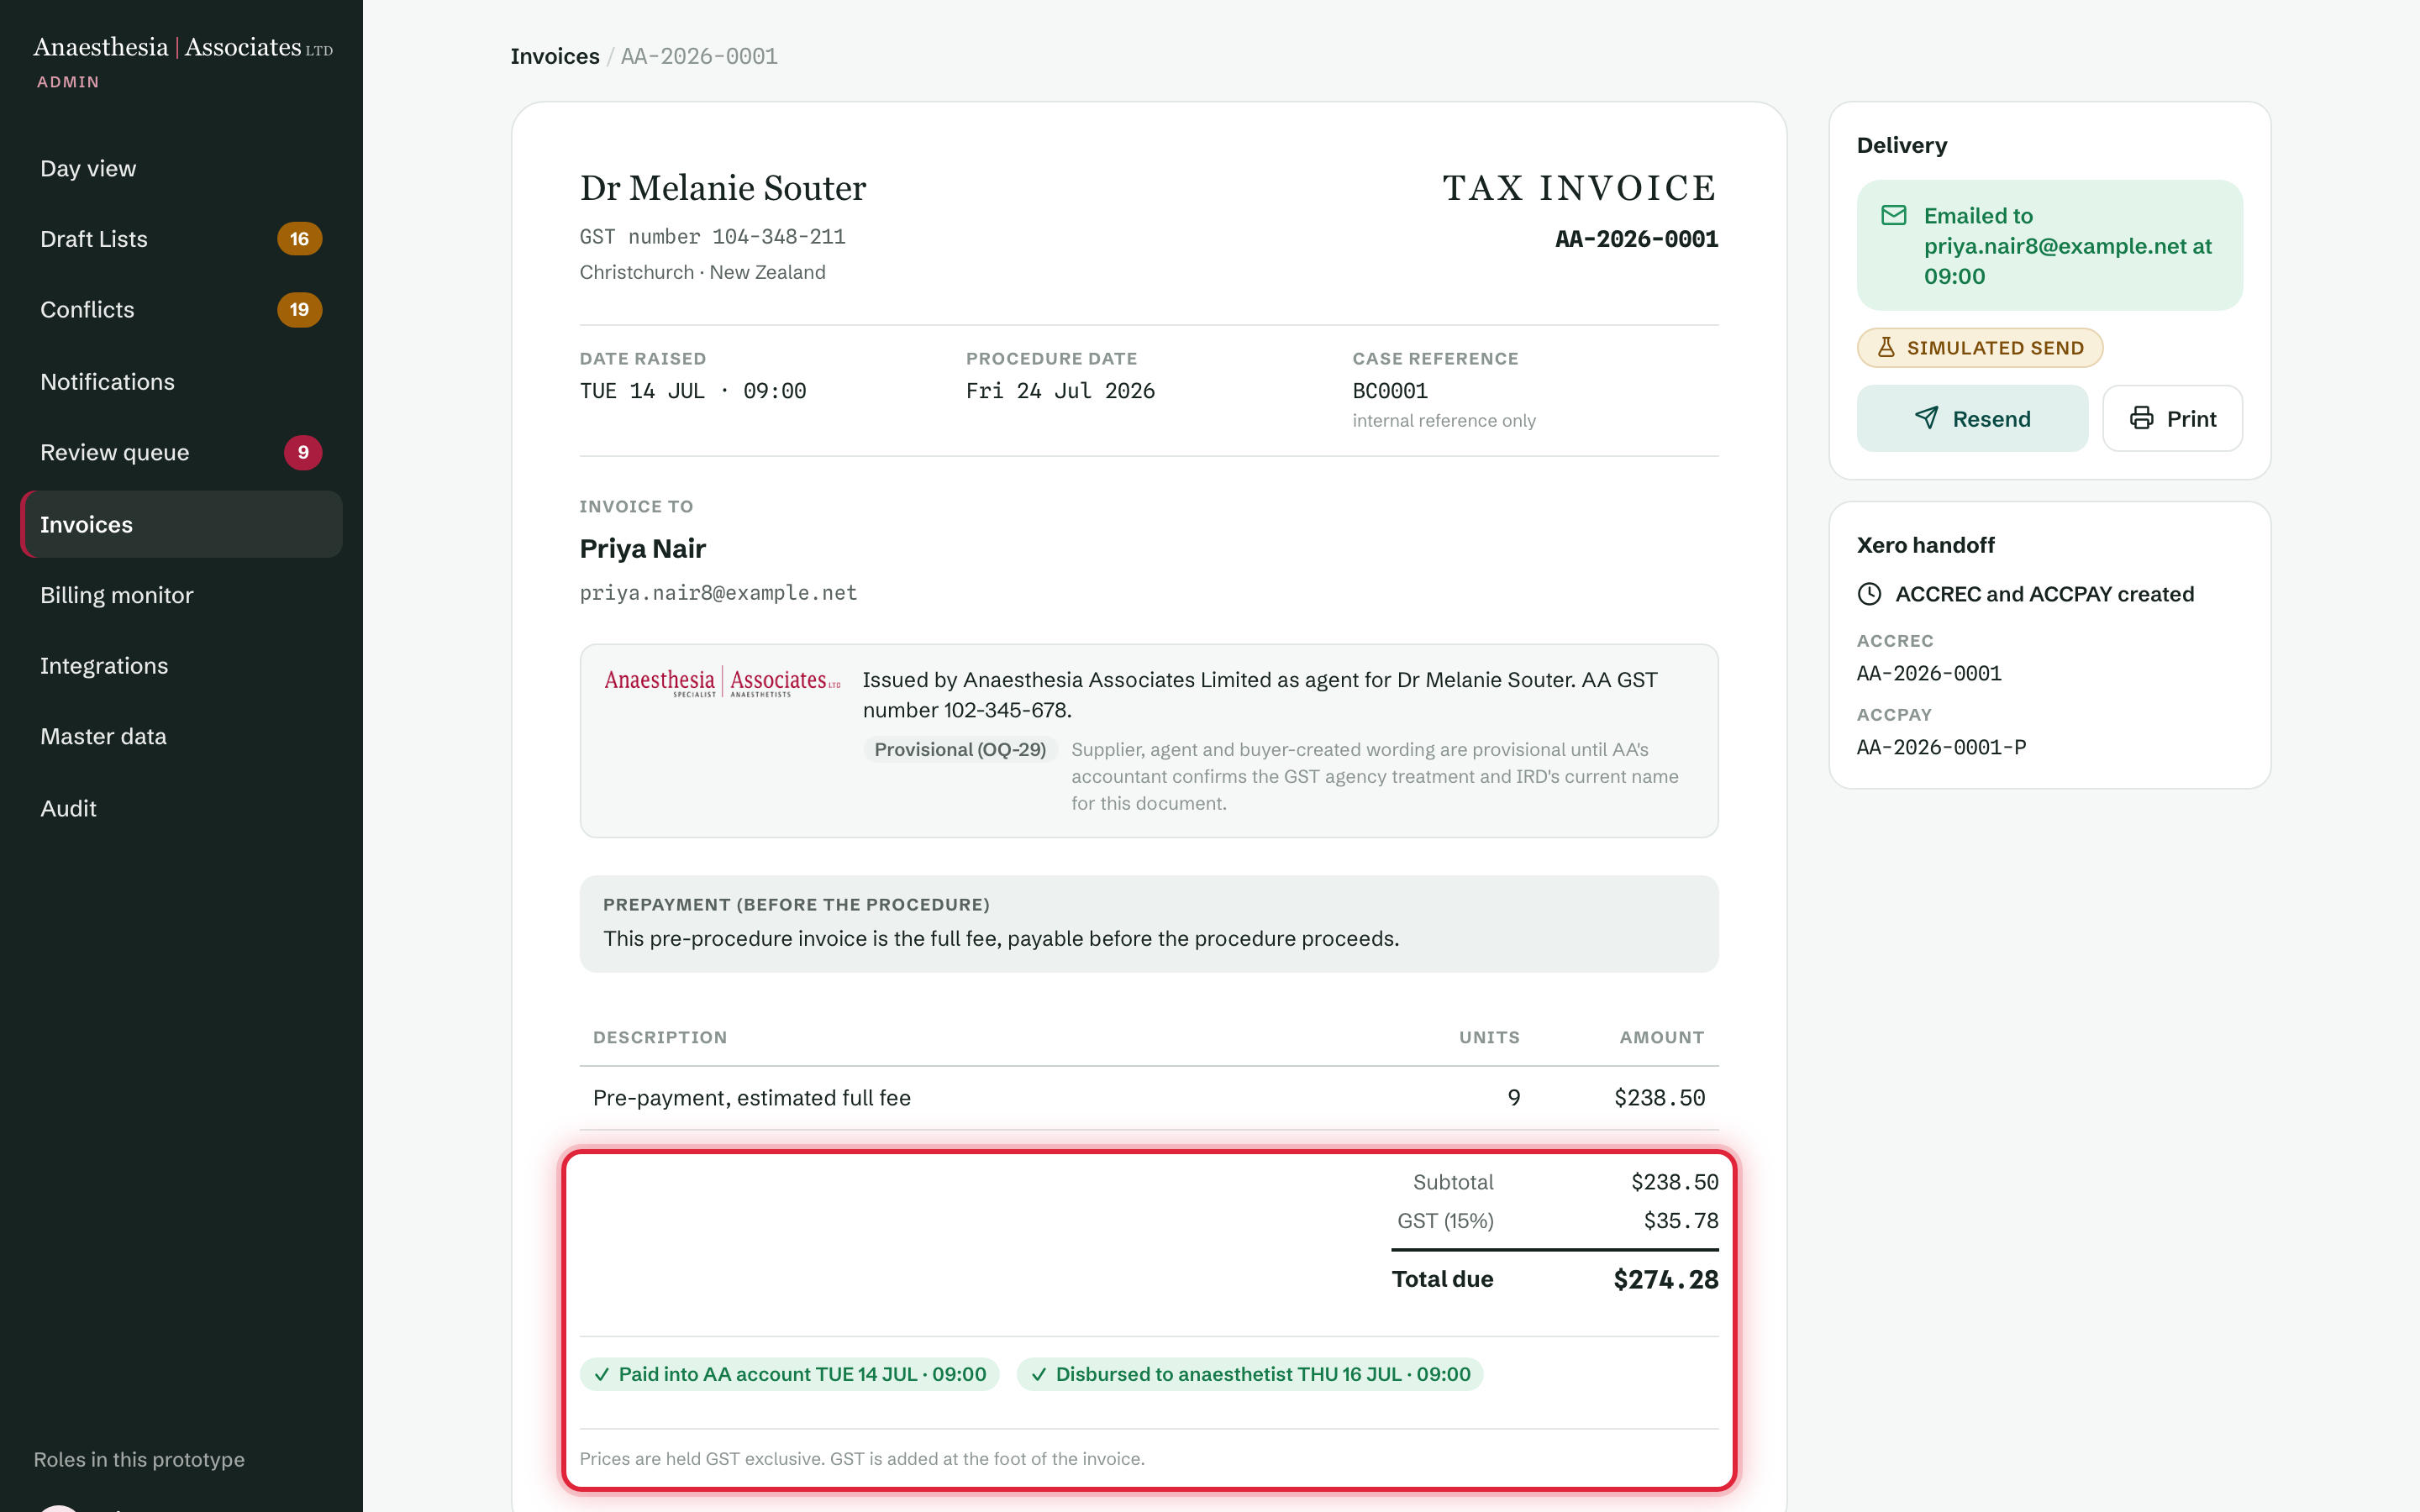 Anaesthesia | Associates LTD
ADMIN
Day view
Draft Lists 16
Conflicts 19
Notifications
Review queue 9
Invoices
Billing monitor
Integrations
Master data
Audit
Roles in this prototype
Invoices / AA-2026-0001
Dr Melanie Souter
GST number 104-348-211
Christchurch · New Zealand
TAX INVOICE
AA-2026-0001
DATE RAISED
TUE 14 JUL · 09:00
PROCEDURE DATE
Fri 24 Jul 2026
CASE REFERENCE
BC0001
internal reference only
INVOICE TO
Priya Nair
priya.nair8@example.net
Anaesthesia | Associates LTD
SPECIALIST ANAESTHETISTS
Issued by Anaesthesia Associates Limited as agent for Dr Melanie Souter. AA GST
number 102-345-678.
Provisional (OQ-29) Supplier, agent and buyer-created wording are provisional until AA's
accountant confirms the GST agency treatment and IRD's current name
for this document.
PREPAYMENT (BEFORE THE PROCEDURE)
This pre-procedure invoice is the full fee, payable before the procedure proceeds.
DESCRIPTION UNITS AMOUNT
Pre-payment, estimated full fee 9 $238.50
Subtotal $238.50
GST (15%) $35.78
Total due $274.28
Paid into AA account TUE 14 JUL · 09:00 Disbursed to anaesthetist THU 16 JUL · 09:00
Prices are held GST exclusive. GST is added at the foot of the invoice.
Delivery
Emailed to
priya.nair8@example.net at
09:00
SIMULATED SEND
Resend Print
Xero handoff
ACCREC and ACCPAY created
ACCREC
AA-2026-0001
ACCPAY
AA-2026-0001-P